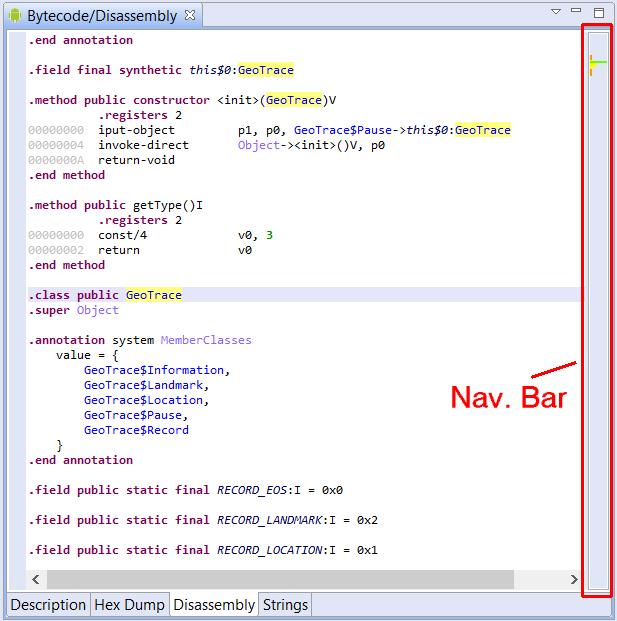 Bytecode/Disassembly
.end annotation
.field final synthetic this$0:GeoTrace
.method public constructor <init>(GeoTrace)V
.registers 2
00000000 iput-object p1, p0, GeoTrace$Pause->this$0:GeoTrace
00000004 invoke-direct Object-><init>()V, p0
0000000A return-void
.end method
.method public getType()I
.registers 2
00000000 const/4 v0, 3
00000002 return v0
.end method
.class public GeoTrace
.super Object
.annotation system MemberClasses
value = {
GeoTrace$Information,
GeoTrace$Landmark,
GeoTrace$Location,
GeoTrace$Pause,
GeoTrace$Record
}
.end annotation
.field public static final RECORD_EOS:I = 0x0
.field public static final RECORD_LANDMARK:I = 0x2
.field public static final RECORD_LOCATION:I = 0x1
Nav. Bar
Description Hex Dump Disassembly Strings